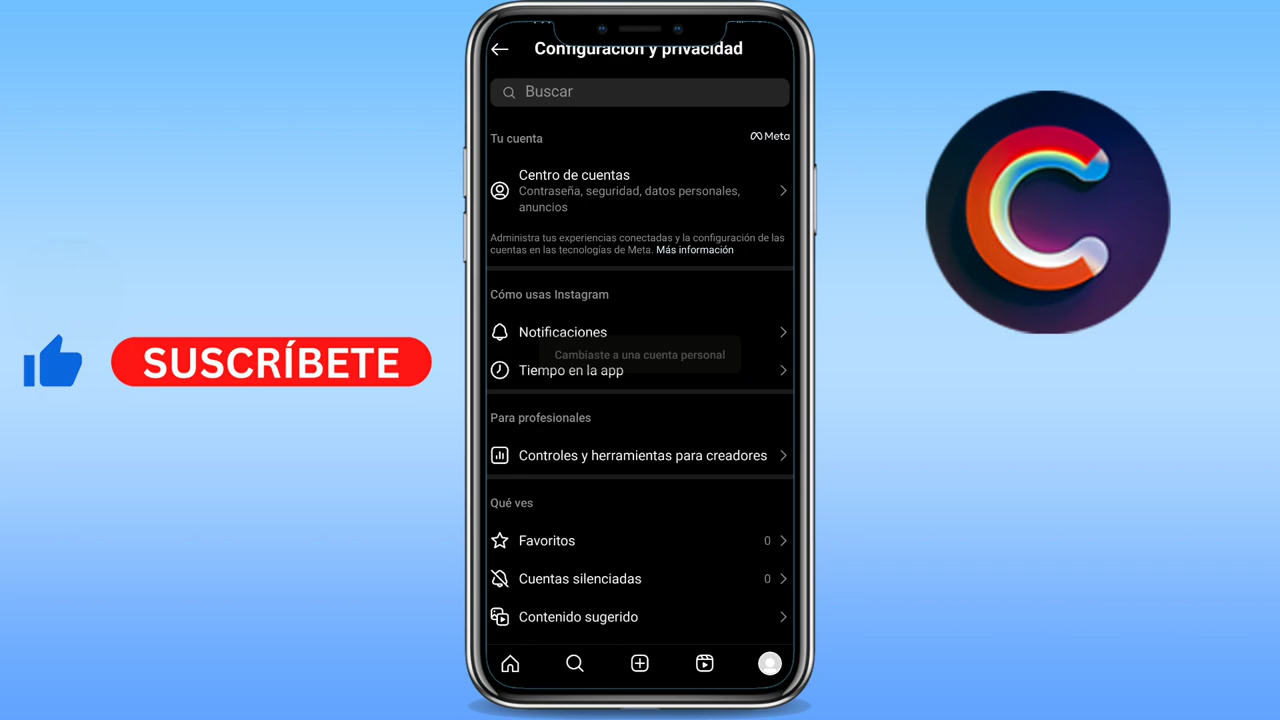 Configuración y privacidad
Buscar
Tu cuenta
Meta
Centro de cuentas
Contraseña, seguridad, datos personales,
anuncios
Administra tus experiencias conectadas y la configuración de las
cuentas en las tecnologías de Meta. Más información
Cómo usas Instagram
Notificaciones
Cambiaste a una cuenta personal
Tiempo en la app
Para profesionales
Controles y herramientas para creadores
Qué ves
Favoritos 0
Cuentas silenciadas 0
Contenido sugerido
SUSCRÍBETE
C